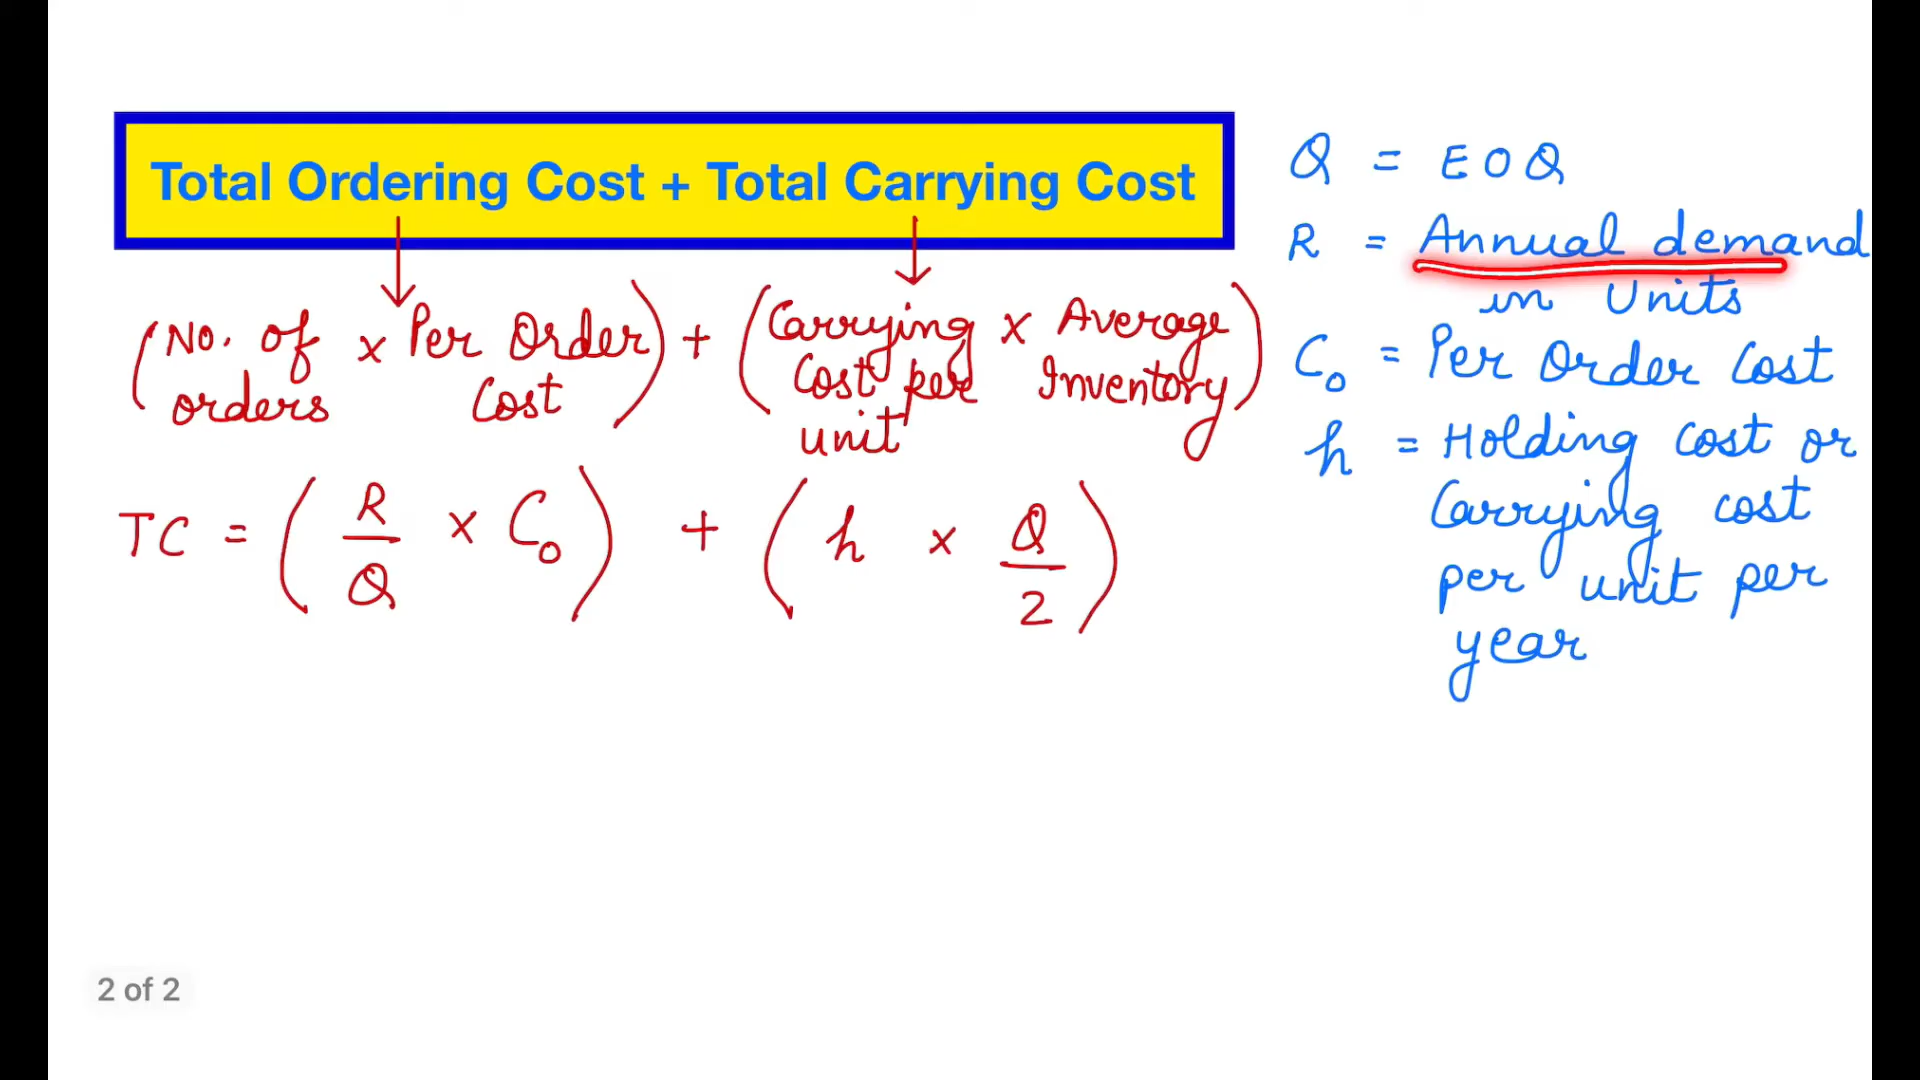 Total Ordering Cost + Total Carrying Cost
(No. of orders × Per Order Cost) + (Carrying Cost per unit × Average Inventory)
TC = (R/Q × C₀) + (h × Q/2)
Q = EOQ
R = Annual demand
in Units
C₀ = Per Order Cost
h = Holding Cost or
Carrying cost
per unit per
year
2 of 2